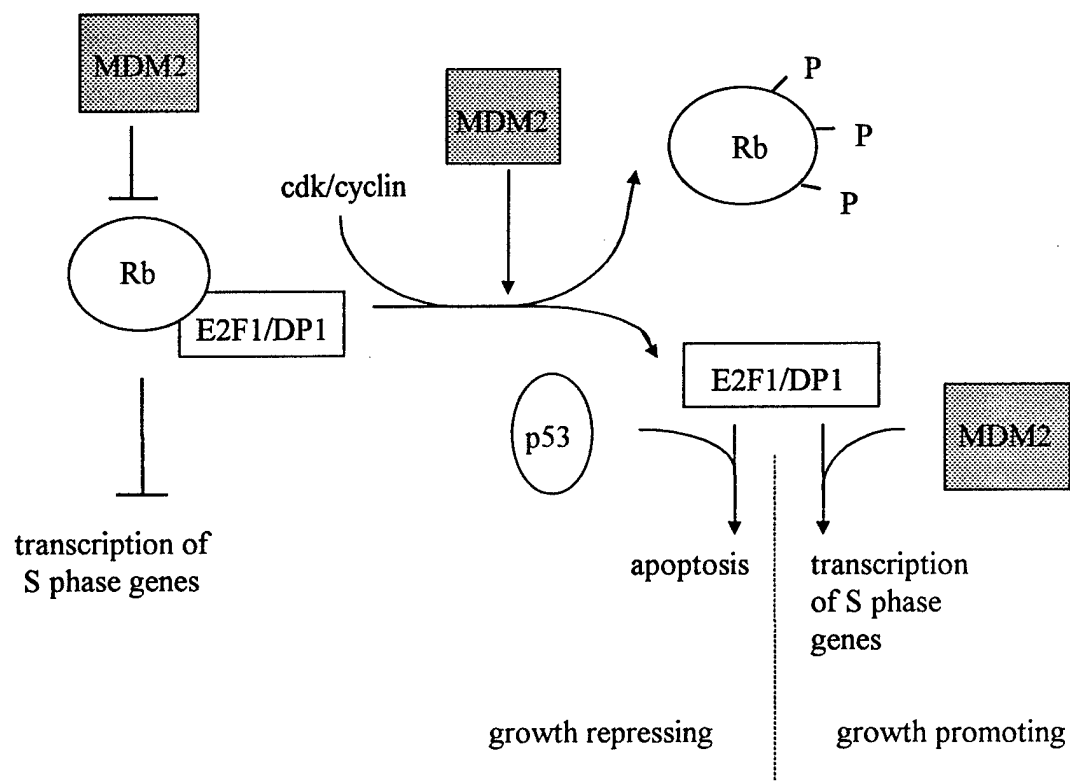 MDM2
MDM2
P
Rb
P
P
cdk/cyclin
Rb
E2F1/DP1
E2F1/DP1
p53
MDM2
transcription of
S phase genes
apoptosis
transcription
of S phase
genes
growth repressing
growth promoting